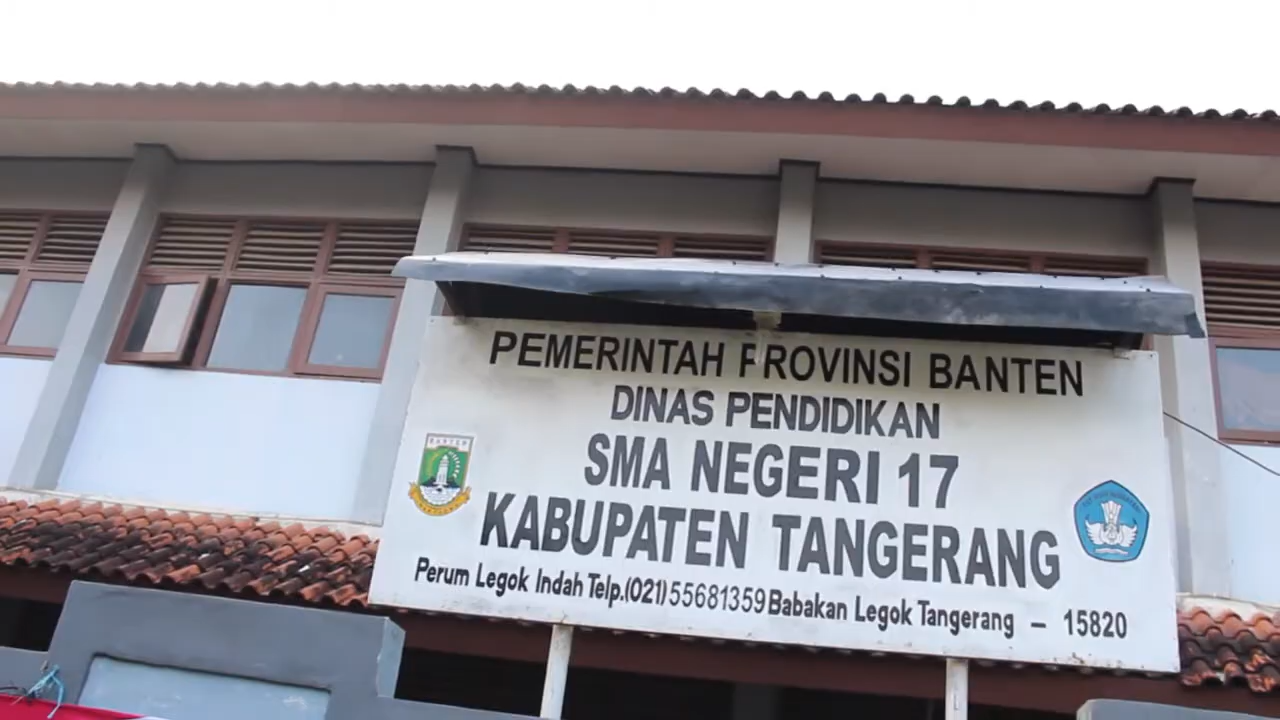 PEMERINTAH PROVINSI BANTEN
DINAS PENDIDIKAN
SMA NEGERI 17
KABUPATEN TANGERANG
Perum Legok Indah Telp.(021)55681359 Babakan Legok Tangerang – 15820
BANTEN